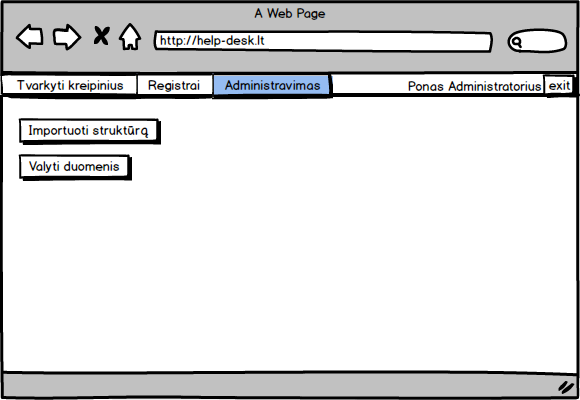 A Web Page
http://help-desk.lt
Tvarkyti kreipinius Registrai Administravimas Ponas Administratorius exit
Importuoti struktūrą
Valyti duomenis